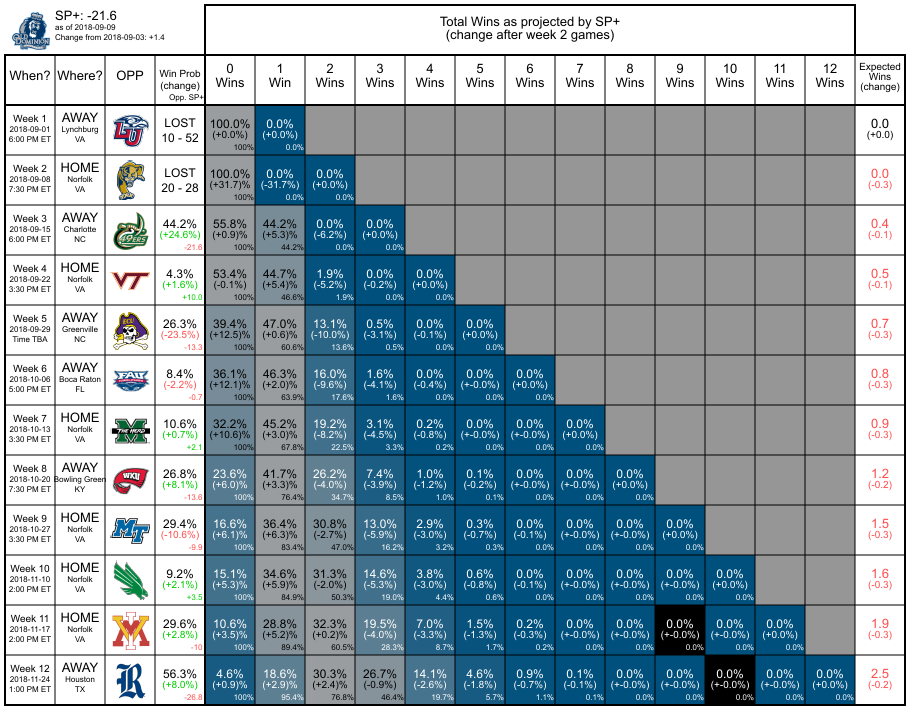 SP+: -21.6
as of 2018-09-09
Change from 2018-09-03: +1.4
OLD DOMINION
Total Wins as projected by SP+
(change after week 2 games)
When? Where? OPP Win Prob (change) Opp. SP+ 0 Wins 1 Win 2 Wins 3 Wins 4 Wins 5 Wins 6 Wins 7 Wins 8 Wins 9 Wins 10 Wins 11 Wins 12 Wins Expected Wins (change)
Week 1 2018-09-01 6:00 PM ET AWAY Lynchburg VA LU LOST 10 - 52 100.0% (+0.0%) 100% 0.0% (+0.0%) 0.0% 0.0 (+0.0)
Week 2 2018-09-08 7:30 PM ET HOME Norfolk VA LOST 20 - 28 100.0% (+31.7)% 100% 0.0% (-31.7%) 0.0% 0.0% (+0.0%) 0.0% 0.0 (-0.3)
Week 3 2018-09-15 6:00 PM ET AWAY Charlotte NC 49ERS 44.2% (+24.6%) -21.6 55.8% (+0.9)% 100% 44.2% (+5.3%) 44.2% 0.0% (-6.2%) 0.0% 0.0% (+0.0%) 0.0% 0.4 (-0.1)
Week 4 2018-09-22 3:30 PM ET HOME Norfolk VA VT 4.3% (+1.6%) +10.0 53.4% (-0.1%) 100% 44.7% (+5.4%) 46.6% 1.9% (-5.2%) 1.9% 0.0% (-0.2%) 0.0% 0.0% (+0.0%) 0.0% 0.5 (-0.1)
Week 5 2018-09-29 Time TBA AWAY Greenville NC ECU 26.3% (-23.5%) -13.3 39.4% (+12.5)% 100% 47.0% (+0.6)% 60.6% 13.1% (-10.0%) 13.6% 0.5% (-3.1%) 0.5% 0.0% (-0.1%) 0.0% 0.0% (+0.0%) 0.0% 0.7 (-0.3)
Week 6 2018-10-06 5:00 PM ET AWAY Boca Raton FL FAU 8.4% (-2.2%) -0.7 36.1% (+12.1)% 100% 46.3% (+2.0%) 63.9% 16.0% (-9.6%) 17.6% 1.6% (-4.1%) 1.6% 0.0% (-0.4%) 0.0% 0.0% (+-0.0%) 0.0% 0.0% (+0.0%) 0.0% 0.8 (-0.3)
Week 7 2018-10-13 3:30 PM ET HOME Norfolk VA M THE HERD 10.6% (+0.7%) +2.1 32.2% (+10.6)% 100% 45.2% (+3.0%) 67.8% 19.2% (-8.2%) 22.5% 3.1% (-4.5%) 3.3% 0.2% (-0.8%) 0.2% 0.0% (+-0.0%) 0.0% 0.0% (+-0.0%) 0.0% 0.0% (+0.0%) 0.0% 0.9 (-0.3)
Week 8 2018-10-20 7:30 PM ET AWAY Bowling Green KY WKU 26.8% (+8.1%) -13.6 23.6% (+6.0)% 100% 41.7% (+3.3%) 76.4% 26.2% (-4.0%) 34.7% 7.4% (-3.9%) 8.5% 1.0% (-1.2%) 1.0% 0.1% (-0.2%) 0.1% 0.0% (+-0.0%) 0.0% 0.0% (+-0.0%) 0.0% 0.0% (+0.0%) 0.0% 1.2 (-0.2)
Week 9 2018-10-27 3:30 PM ET HOME Norfolk VA MT 29.4% (-10.6%) -9.9 16.6% (+6.1)% 100% 36.4% (+6.3%) 83.4% 30.8% (-2.7%) 47.0% 13.0% (-5.9%) 16.2% 2.9% (-3.0%) 3.2% 0.3% (-0.7%) 0.3% 0.0% (-0.1%) 0.0% 0.0% (+-0.0%) 0.0% 0.0% (+-0.0%) 0.0% 0.0% (+0.0%) 0.0% 1.5 (-0.3)
Week 10 2018-11-10 2:00 PM ET HOME Norfolk VA 9.2% (+2.1%) +3.5 15.1% (+5.3)% 100% 34.6% (+5.9%) 84.9% 31.3% (-2.0%) 50.3% 14.6% (-5.3%) 19.0% 3.8% (-3.0%) 4.4% 0.6% (-0.8%) 0.6% 0.0% (-0.1%) 0.0% 0.0% (+-0.0%) 0.0% 0.0% (+-0.0%) 0.0% 0.0% (+-0.0%) 0.0% 0.0% (+0.0%) 0.0% 1.6 (-0.3)
Week 11 2018-11-17 2:00 PM ET HOME Norfolk VA VM 29.6% (+2.8%) -10 10.6% (+3.5)% 100% 28.8% (+5.2%) 89.4% 32.3% (+0.2)% 60.5% 19.5% (-4.0%) 28.3% 7.0% (-3.3%) 8.7% 1.5% (-1.3%) 1.7% 0.2% (-0.3%) 0.2% 0.0% (+-0.0%) 0.0% 0.0% (+-0.0%) 0.0% 0.0% (+-0.0%) 0.0% 0.0% (+-0.0%) 0.0% 0.0% (+0.0%) 0.0% 1.9 (-0.3)
Week 12 2018-11-24 1:00 PM ET AWAY Houston TX R 56.3% (+8.0%) -26.8 4.6% (+0.9)% 100% 18.6% (+2.9)% 95.4% 30.3% (+2.4)% 76.8% 26.7% (-0.9%) 46.4% 14.1% (-2.6%) 19.7% 4.6% (-1.8%) 5.7% 0.9% (-0.7%) 1.1% 0.1% (-0.1%) 0.1% 0.0% (+-0.0%) 0.0% 0.0% (+-0.0%) 0.0% 0.0% (+-0.0%) 0.0% 0.0% (+-0.0%) 0.0% 0.0% (+0.0%) 0.0% 2.5 (-0.2)